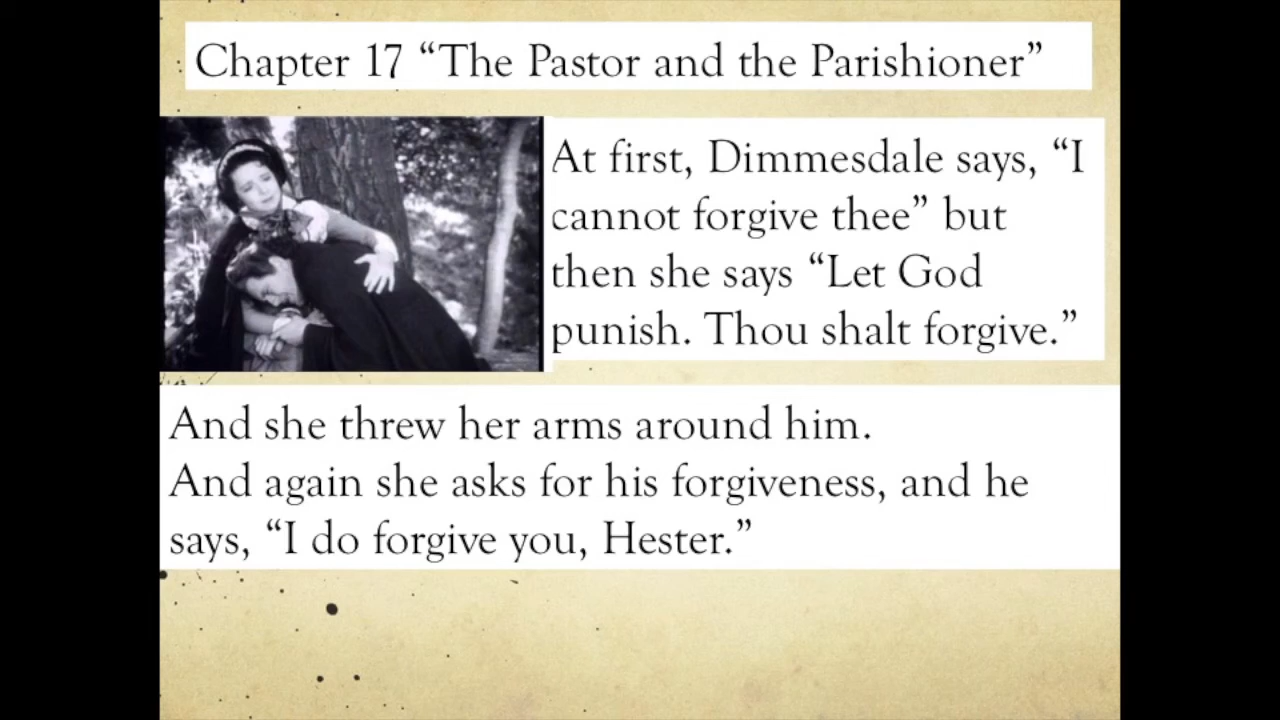 Chapter 17 “The Pastor and the Parishioner”
At first, Dimmesdale says, “I
cannot forgive thee” but
then she says “Let God
punish. Thou shalt forgive.”
And she threw her arms around him.
And again she asks for his forgiveness, and he
says, “I do forgive you, Hester.”